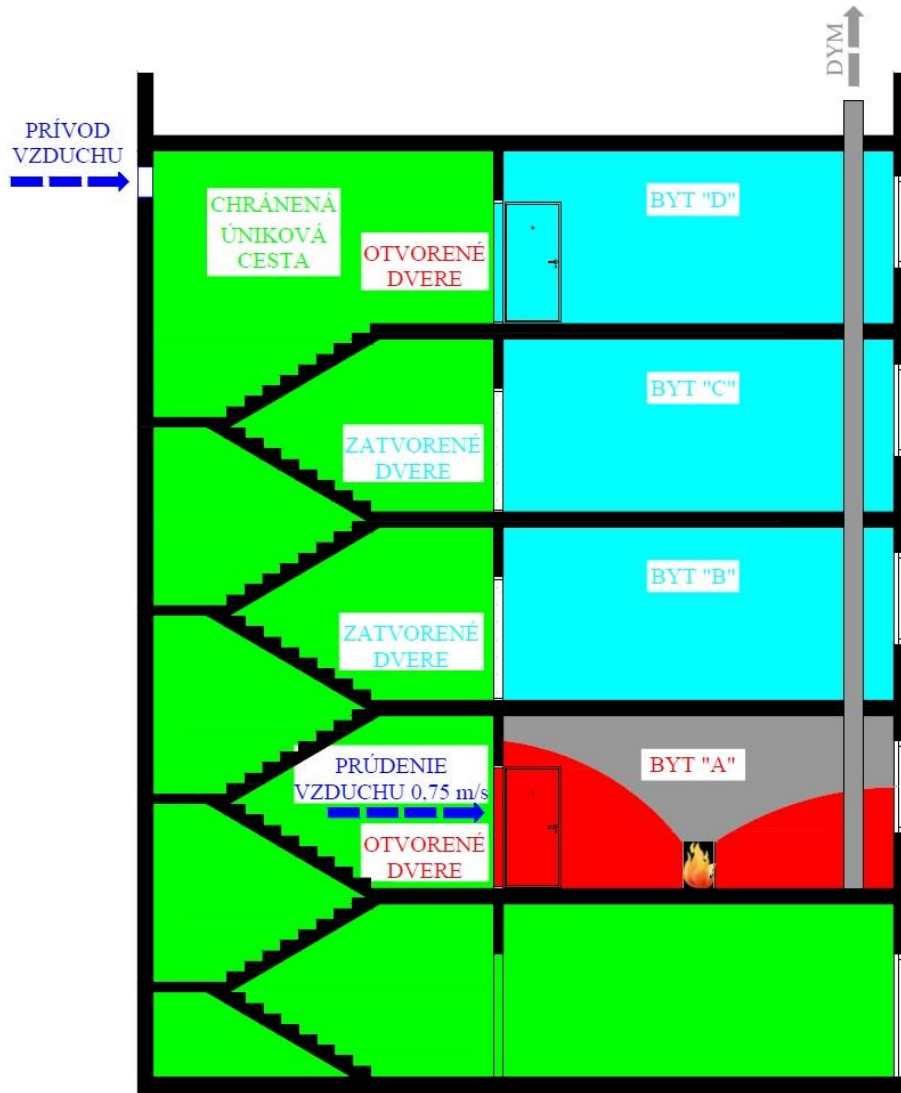 DYM
PRÍVOD
VZDUCHU
CHRÁNENÁ
ÚNIKOVÁ
CESTA
BYT "D"
OTVORENÉ
DVERE
BYT "C"
ZATVORENÉ
DVERE
BYT "B"
ZATVORENÉ
DVERE
BYT "A"
PRÚDENIE
VZDUCHU 0,75 m/s
OTVORENÉ
DVERE